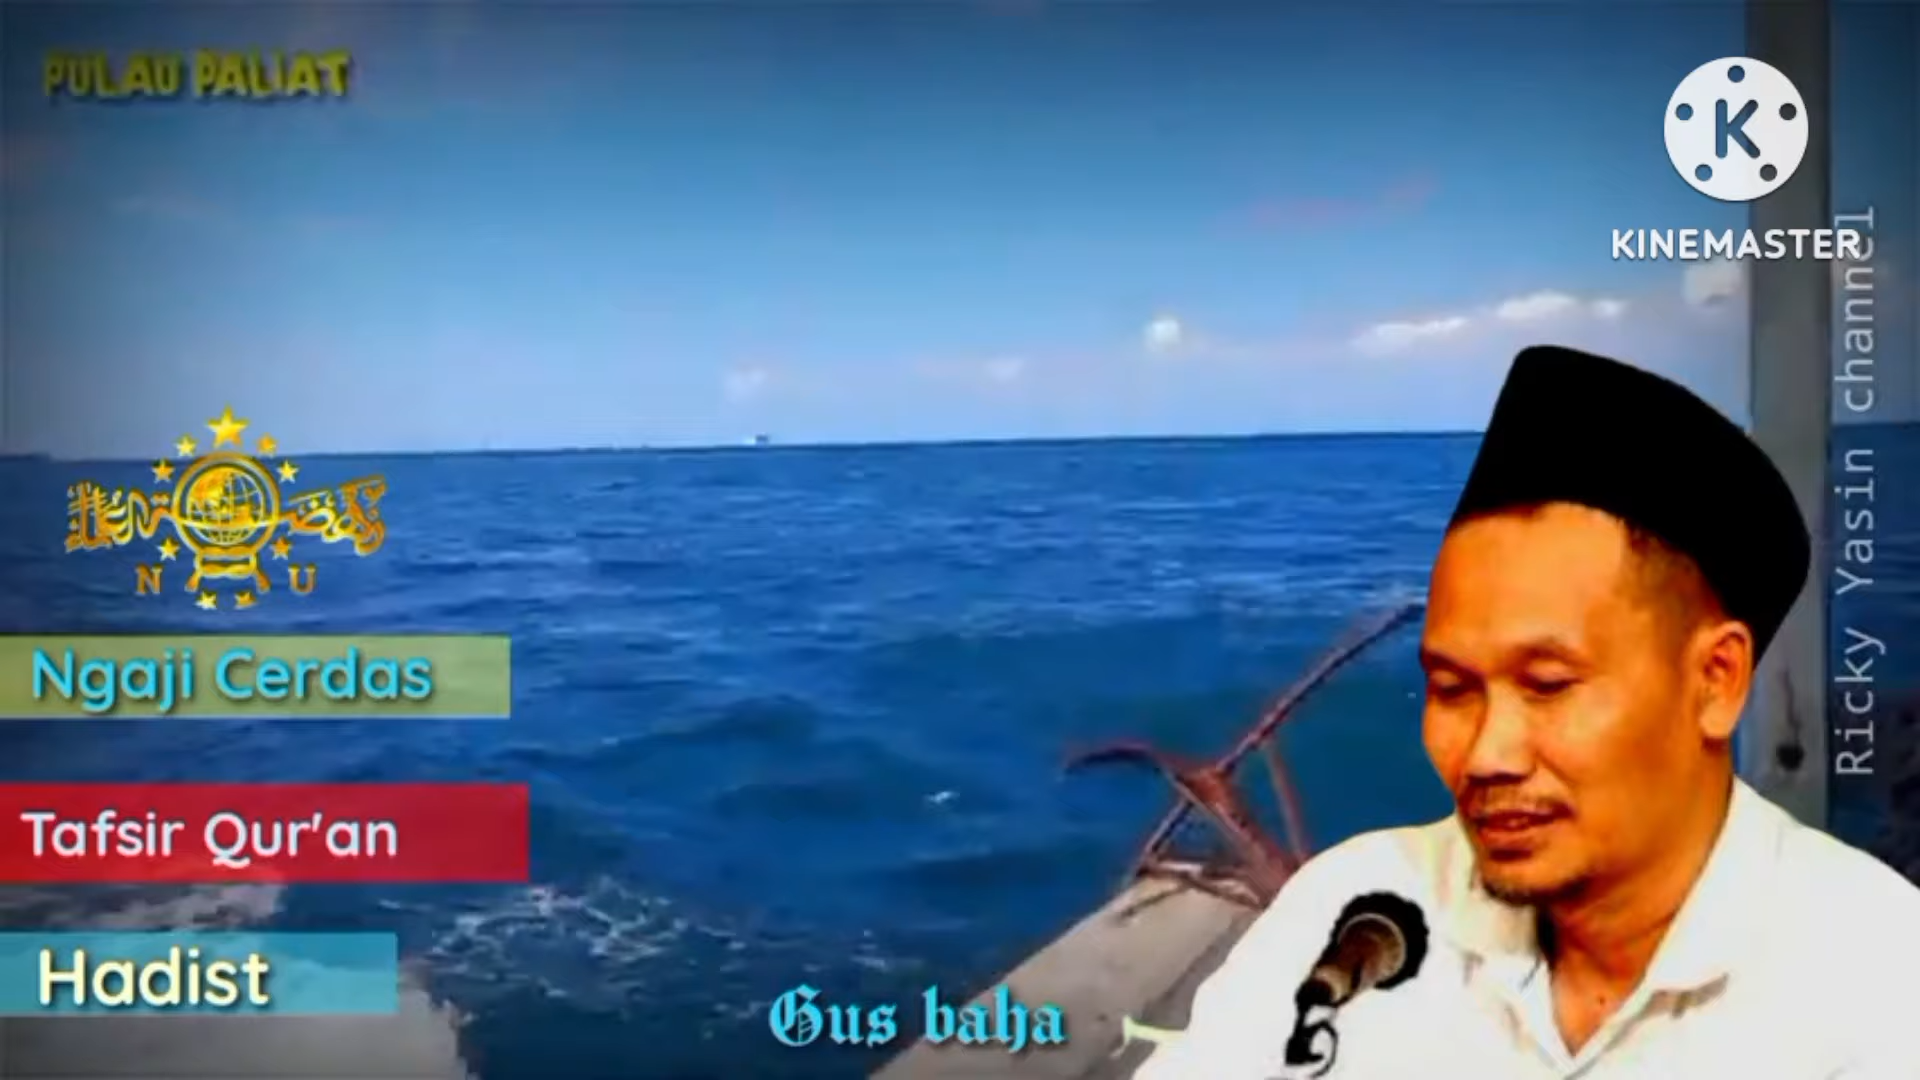 PULAU PALIAT
KINEMASTER
Ricky Yasin channel
N U
Ngaji Cerdas
Tafsir Qur'an
Hadist
Gus baha